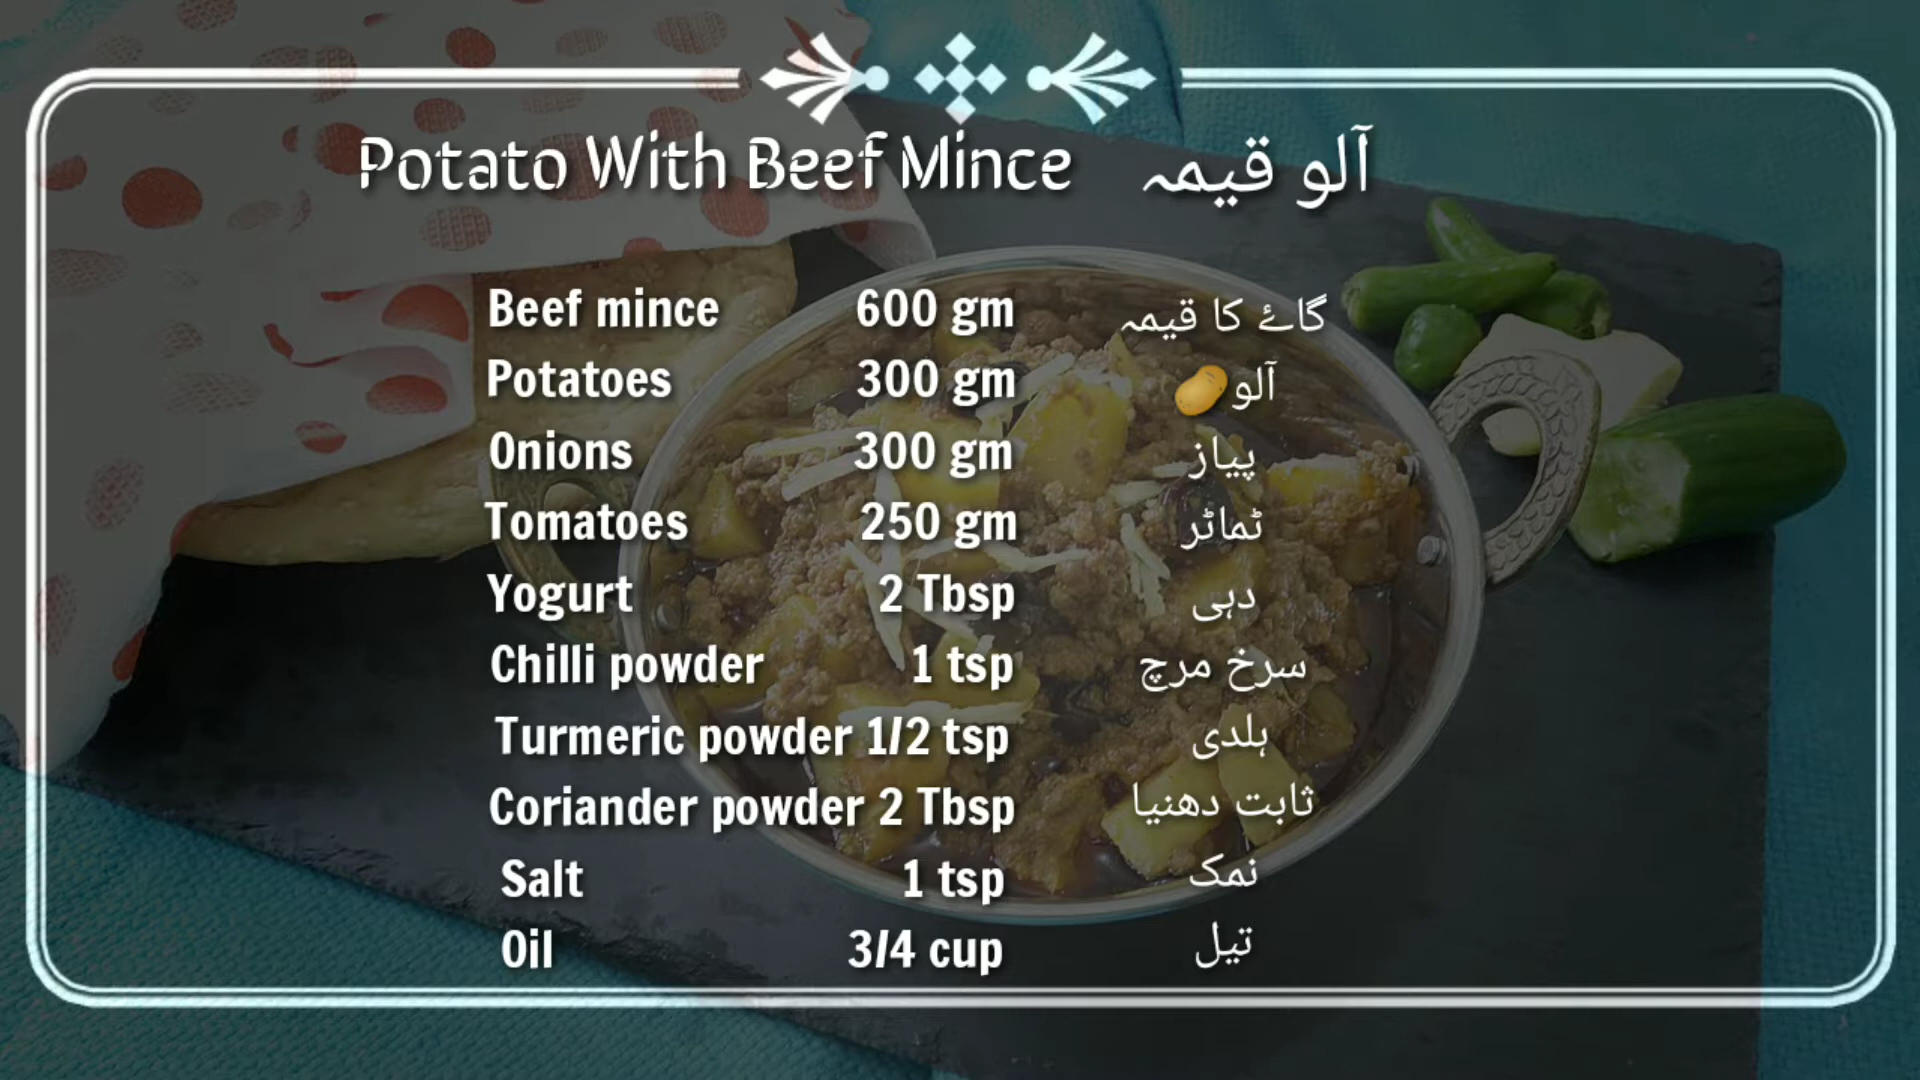 Potato With Beef Mince آلو قیمہ
Beef mince 600 gm گائے کا قیمہ
Potatoes 300 gm آلو🥔
Onions 300 gm پیاز
Tomatoes 250 gm ٹماٹر
Yogurt 2 Tbsp دہی
Chilli powder 1 tsp سرخ مرچ
Turmeric powder 1/2 tsp ہلدی
Coriander powder 2 Tbsp ثابت دھنیا
Salt 1 tsp نمک
Oil 3/4 cup تیل